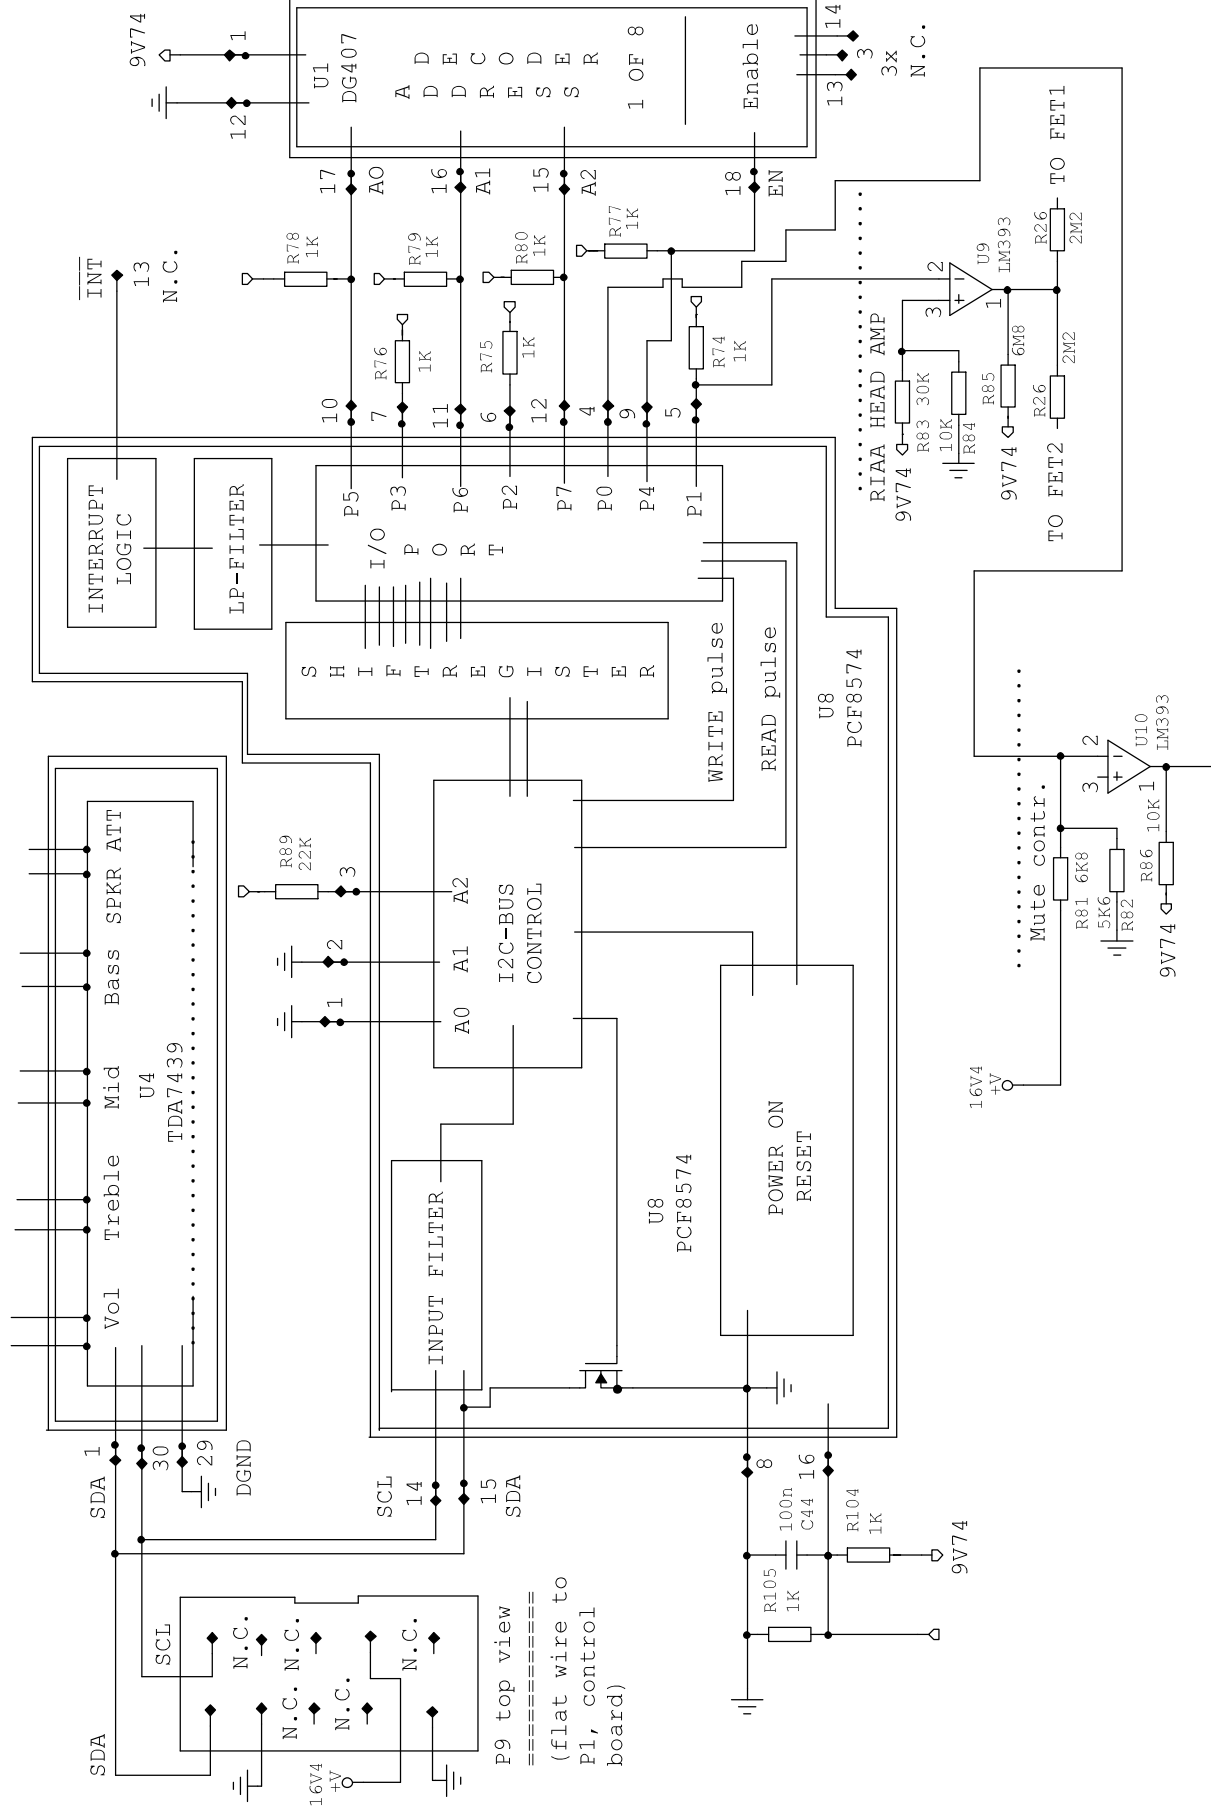 SDA
SCL
N.C.
N.C.
N.C.
N.C.
N.C.
16V4
+V
P9 top view
===========
(flat wire to
P1, control
board)
SDA
1
30
29
DGND
Vol
Treble
Mid
Bass
SPKR ATT
U4
TDA7439
SCL
14
15
SDA
INPUT FILTER
A0
A1
A2
I2C-BUS
CONTROL
1
2
3
R89
22K
U8
PCF8574
POWER ON
RESET
8
16
100n
C44
R105
1K
R104
1K
9V74
INTERRUPT
LOGIC
LP-FILTER
SHIFTREGISTER
I/O
PORT
WRITE pulse
READ pulse
U8
PCF8574
P5
P3
P6
P2
P7
P0
P4
P1
10
7
11
6
12
4
9
5
INT
13
N.C.
R78
1K
R76
1K
R79
1K
R75
1K
R80
1K
R77
1K
R74
1K
17
A0
16
A1
15
A2
18
EN
9V74
1
12
U1
DG407
ADDRESS
DECODER
1 OF 8
Enable
14
3
13
3x
N.C.
RIAA HEAD AMP
9V74
R83 30K
10K
R84
3
2
1
U9
LM393
9V74
R85
6M8
TO FET2
R26
2M2
R26
2M2
TO FET1
Mute contr.
16V4
+V
R81 6K8
5K6
R82
3
2
1
U10
LM393
9V74
R86 10K